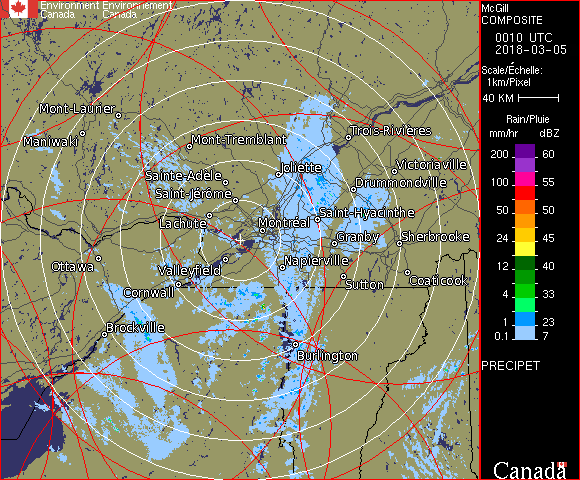 Environment Environnement
Canada Canada
McGill
COMPOSITE
0010 UTC
2018-03-05
Scale/Échelle:
1km/Pixel
40 KM
Rain/Pluie
mm/hr dBZ
200 60
100 55
50 50
24 45
12 40
4 33
1 23
0.1 7
PRECIPET
Canada
Mont-Laurier
Maniwaki
Mont-Tremblant
Trois-Rivières
Joliette
Victoriaville
Sainte-Adèle
Drummondville
Saint-Jérôme
Saint-Hyacinthe
Lachute
Montréal
Granby
Sherbrooke
Ottawa
Napierville
Valleyfield
Sutton
Coaticook
Cornwall
Brockville
Burlington